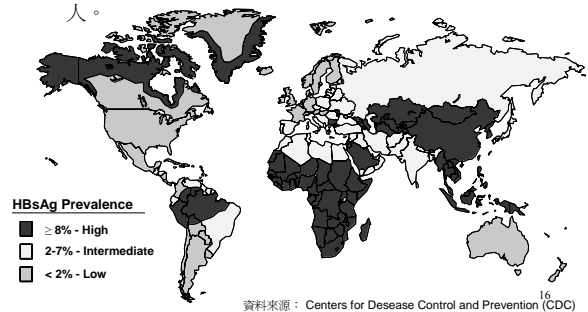 人。
HBsAg Prevalence
≥ 8% - High
2-7% - Intermediate
< 2% - Low
16
資料來源： Centers for Desease Control and Prevention (CDC)